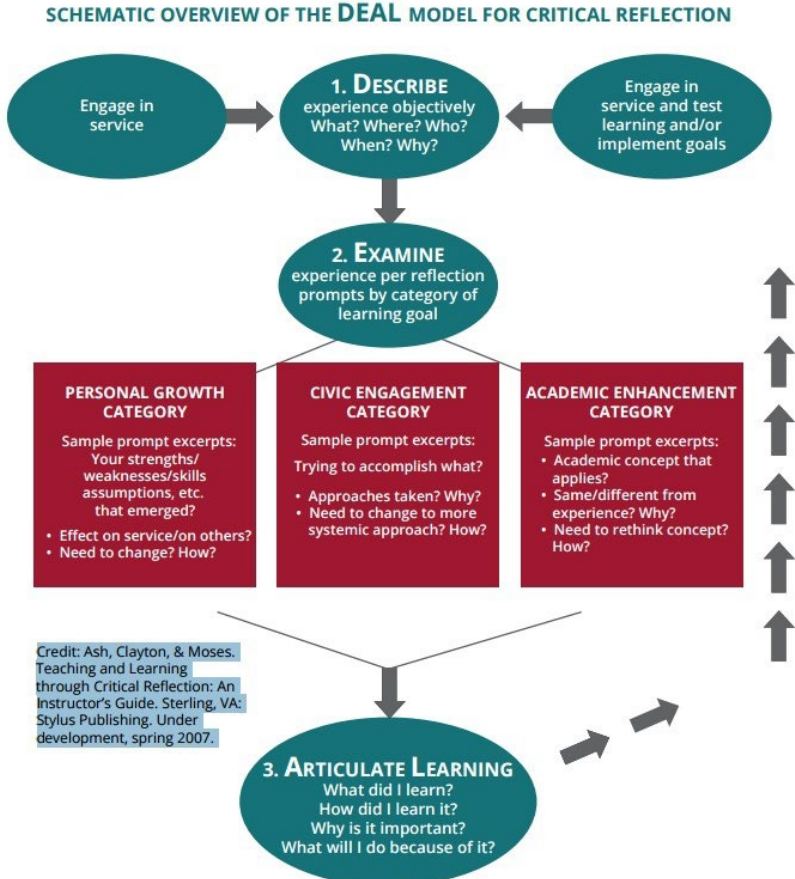 SCHEMATIC OVERVIEW OF THE DEAL MODEL FOR CRITICAL REFLECTION
Engage in
service
1. DESCRIBE
experience objectively
What? Where? Who?
When? Why?
Engage in
service and test
learning and/or
implement goals
2. EXAMINE
experience per reflection
prompts by category of
learning goal
PERSONAL GROWTH
CATEGORY
Sample prompt excerpts:
Your strengths/
weaknesses/skills
assumptions, etc.
that emerged?
• Effect on service/on others?
• Need to change? How?
CIVIC ENGAGEMENT
CATEGORY
Sample prompt excerpts:
Trying to accomplish what?
• Approaches taken? Why?
• Need to change to more
systemic approach? How?
ACADEMIC ENHANCEMENT
CATEGORY
Sample prompt excerpts:
• Academic concept that
applies?
• Same/different from
experience? Why?
• Need to rethink concept?
How?
Credit: Ash, Clayton, & Moses.
Teaching and Learning
through Critical Reflection: An
Instructor's Guide. Sterling, VA:
Stylus Publishing. Under
development, spring 2007.
3. ARTICULATE LEARNING
What did I learn?
How did I learn it?
Why is it important?
What will I do because of it?